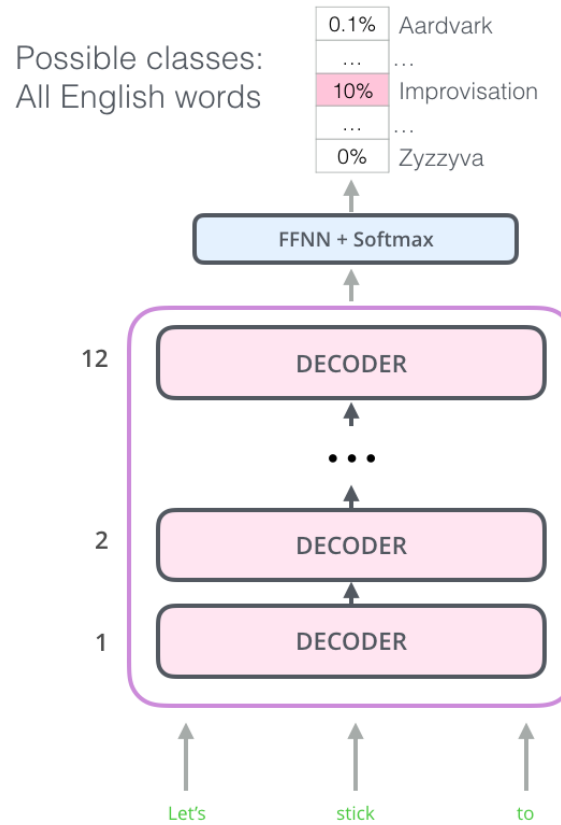 0.1% Aardvark
Possible classes:
... ...
All English words
10% Improvisation
... ...
0% Zyzzyva
FFNN + Softmax
12 DECODER
...
2 DECODER
1 DECODER
Let's stick to